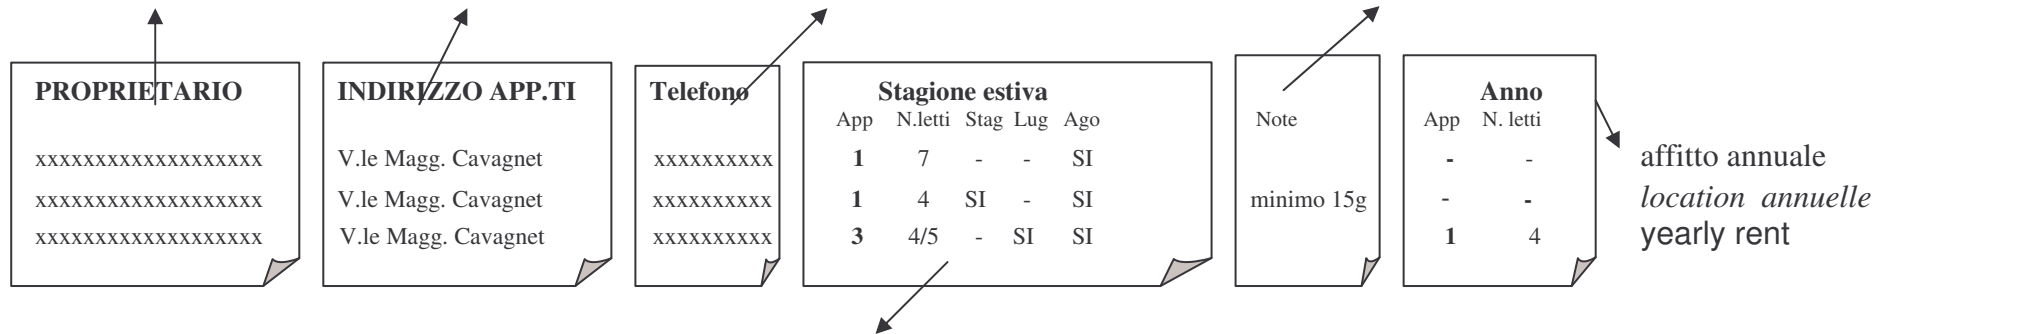 PROPRIETARIO INDIRIZZO APP.TI Telefono Stagione estiva Anno
App N.letti Stag Lug Ago Note App N. letti
xxxxxxxxxxxxxxxxxxx V.le Magg. Cavagnet xxxxxxxxxx 1 7 - - SI - - affitto annuale
xxxxxxxxxxxxxxxxxxx V.le Magg. Cavagnet xxxxxxxxxx 1 4 SI - SI minimo 15g - - location annuelle
xxxxxxxxxxxxxxxxxxx V.le Magg. Cavagnet xxxxxxxxxx 3 4/5 - SI SI 1 4 yearly rent